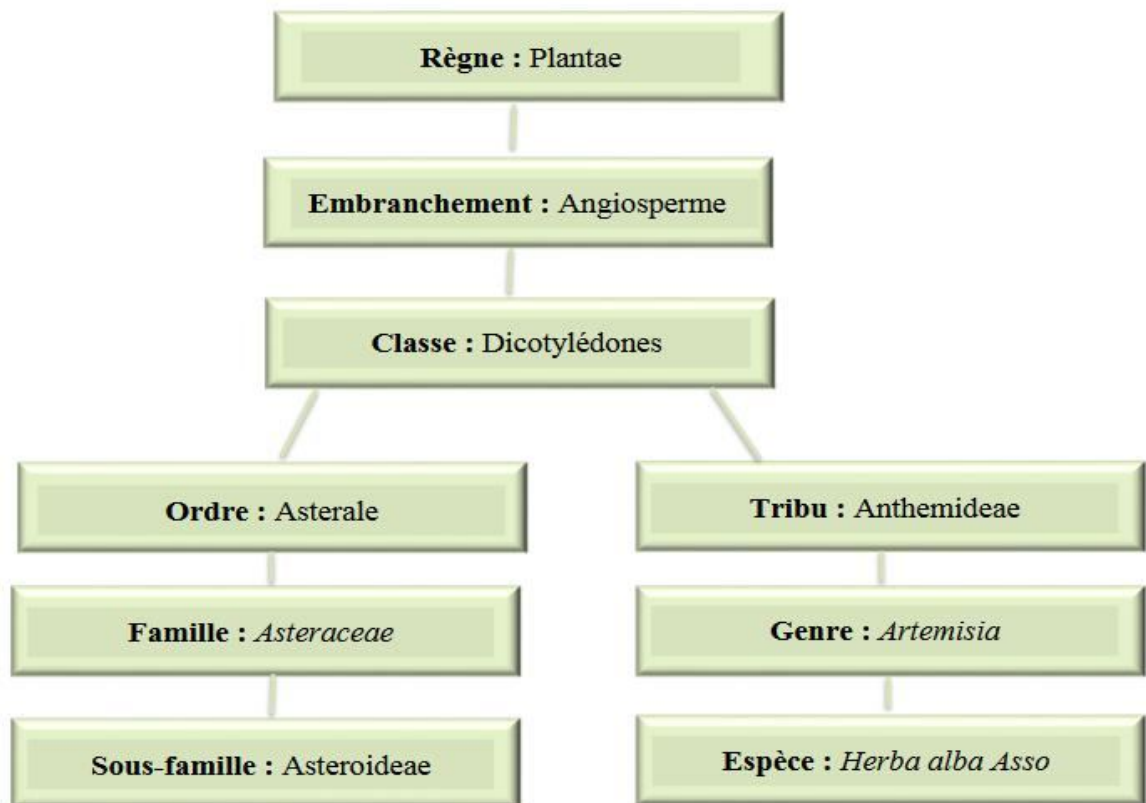 Règne : Plantae
Embranchement : Angiosperme
Classe : Dicotylédones
Ordre : Asterale
Famille : Asteraceae
Sous-famille : Asteroideae
Tribu : Anthemideae
Genre : Artemisia
Espèce : Herba alba Asso